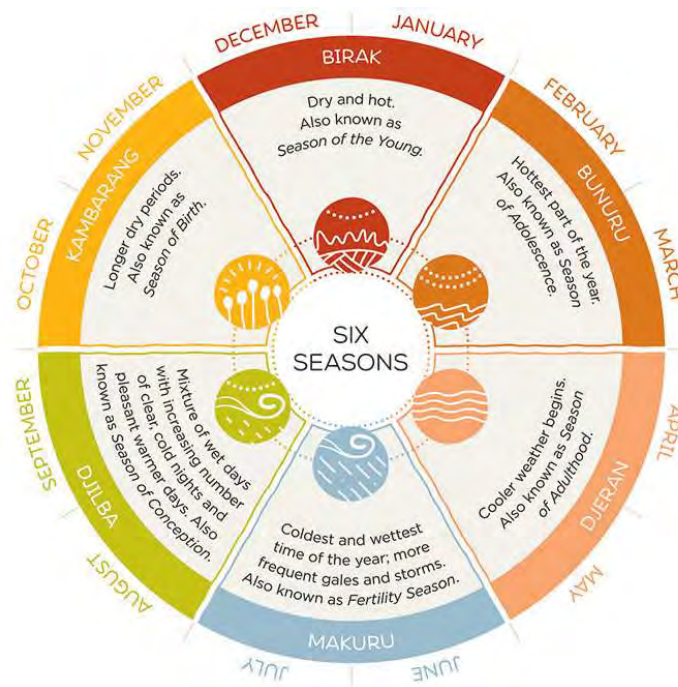 DECEMBER
JANUARY
BIRAK
Dry and hot.
Also known as
Season of the Young.
FEBRUARY
MARCH
BUNURU
Hottest part of the year.
Also known as Season
of Adolescence.
APRIL
MAY
DJERAN
Cooler weather begins.
Also known as Season
of Adulthood.
JUNE
JULY
MAKURU
Coldest and wettest
time of the year; more
frequent gales and storms.
Also known as Fertility Season.
AUGUST
SEPTEMBER
DJILBA
Mixture of wet days
with increasing number
of clear, cold nights and
pleasant warmer days. Also
known as Season of Conception.
OCTOBER
NOVEMBER
KAMBARANG
Longer dry periods.
Also known as
Season of Birth.
SIX
SEASONS